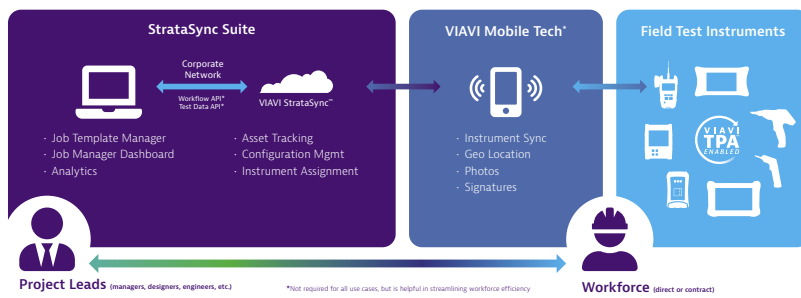 StrataSync Suite
Corporate
Network
Workflow API*
Test Data API*
VIAVI StrataSync™
· Job Template Manager
· Job Manager Dashboard
· Analytics
· Asset Tracking
· Configuration Mgmt
· Instrument Assignment
VIAVI Mobile Tech*
· Instrument Sync
· Geo Location
· Photos
· Signatures
Field Test Instruments
VIAVI
TPA
ENABLED
Project Leads (managers, designers, engineers, etc.)
*Not required for all use cases, but is helpful in streamlining workforce efficiency
Workforce (direct or contract)